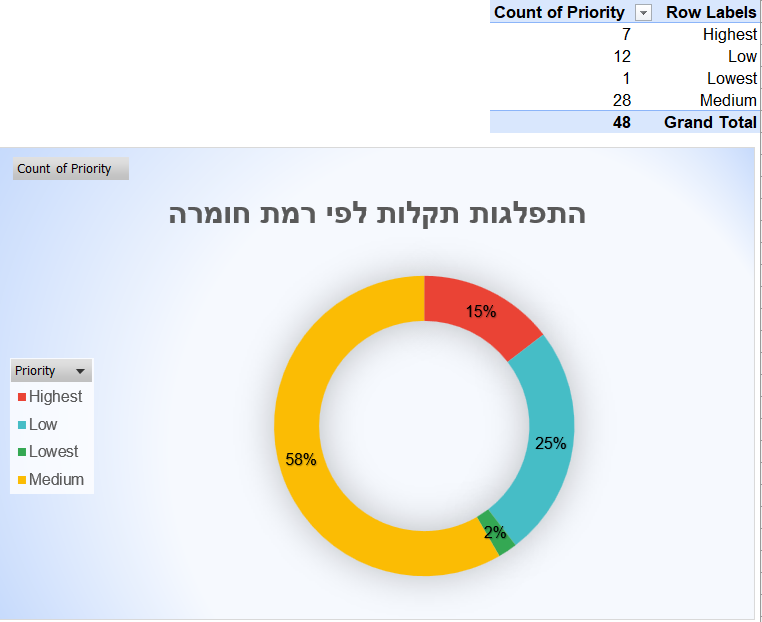 Count of Priority Row Labels
7 Highest
12 Low
1 Lowest
28 Medium
48 Grand Total
Count of Priority
התפלגות תקלות לפי רמת חומרה
15%
25%
2%
58%
Priority
Highest
Low
Lowest
Medium